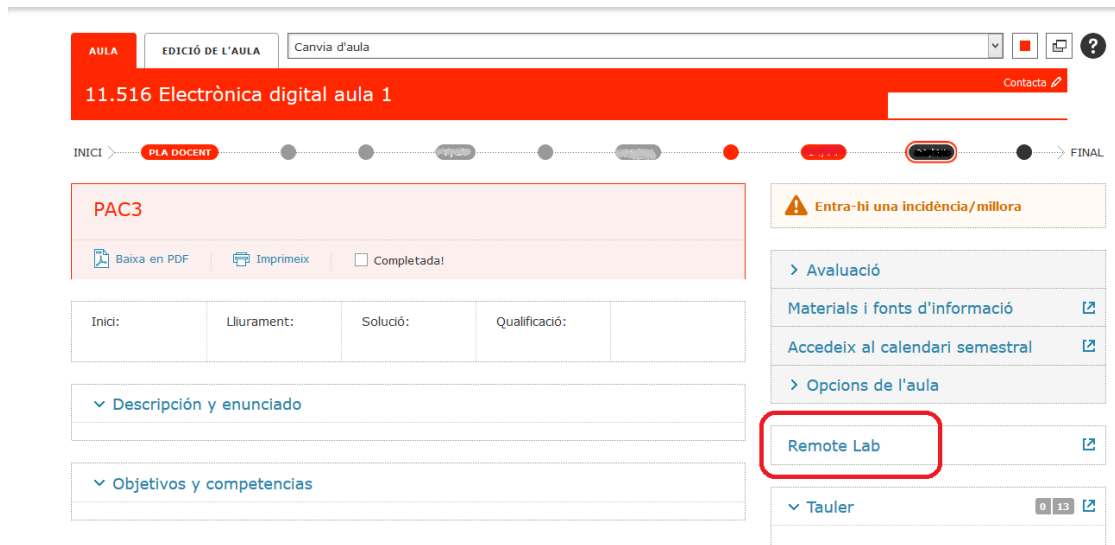 AULA
EDICIÓ DE L'AULA
Canvia d'aula
?
11.516 Electrònica digital aula 1
Contacta
INICI
PLA DOCENT
FINAL
PAC3
Baixa en PDF
Imprimeix
Completada!
Inici:
Lliurament:
Solució:
Qualificació:
Descripción y enunciado
Objetivos y competencias
Entra-hi una incidència/millora
Avaluació
Materials i fonts d'informació
Accedeix al calendari semestral
Opcions de l'aula
Remote Lab
Tauler
0 13